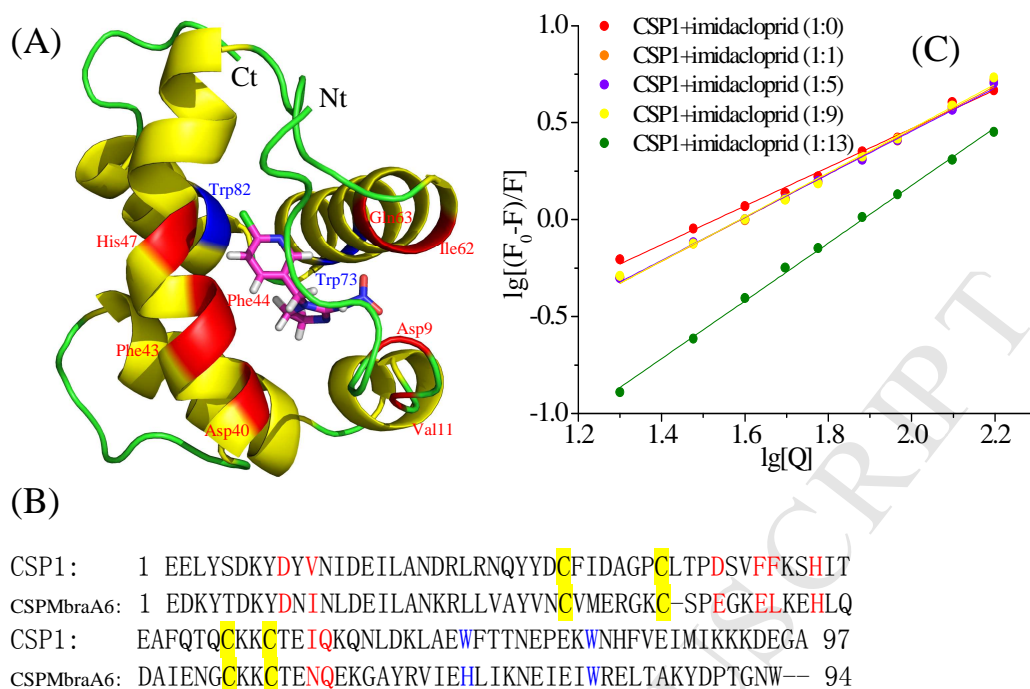 (A)
Ct
Nt
Trp82
His47
Gln63
Ile62
Trp73
Phe44
Asp9
Phe43
Val11
Asp40
(C)
CSP1+imidacloprid (1:0)
CSP1+imidacloprid (1:1)
CSP1+imidacloprid (1:5)
CSP1+imidacloprid (1:9)
CSP1+imidacloprid (1:13)
lg[(F0-F)/F]
0.5
0.0
-0.5
-1.0
1.2 1.4 1.6 1.8 2.0 2.2
lg[Q]
(B)
CSP1: 1 EELYSDKYDYVNIDEILANDRLRNQYYDCFIDAGPCLTPDSVFFKSHIT
CSPMbraA6: 1 EDKYTDKYDNINLDEILANKRLLVAYVNCVMERGKC-SPEGKELKEHLQ
CSP1: EAFQTQCKKCTEIQKQNLDKLAEWFTTNEPEKWNHFVEIMIKKKDEGA 97
CSPMbraA6: DAIENGCKKCTENQEKGAYRVIEHLIKNEIEIWRELTAKYDPTGNW-- 94
USCRIPT